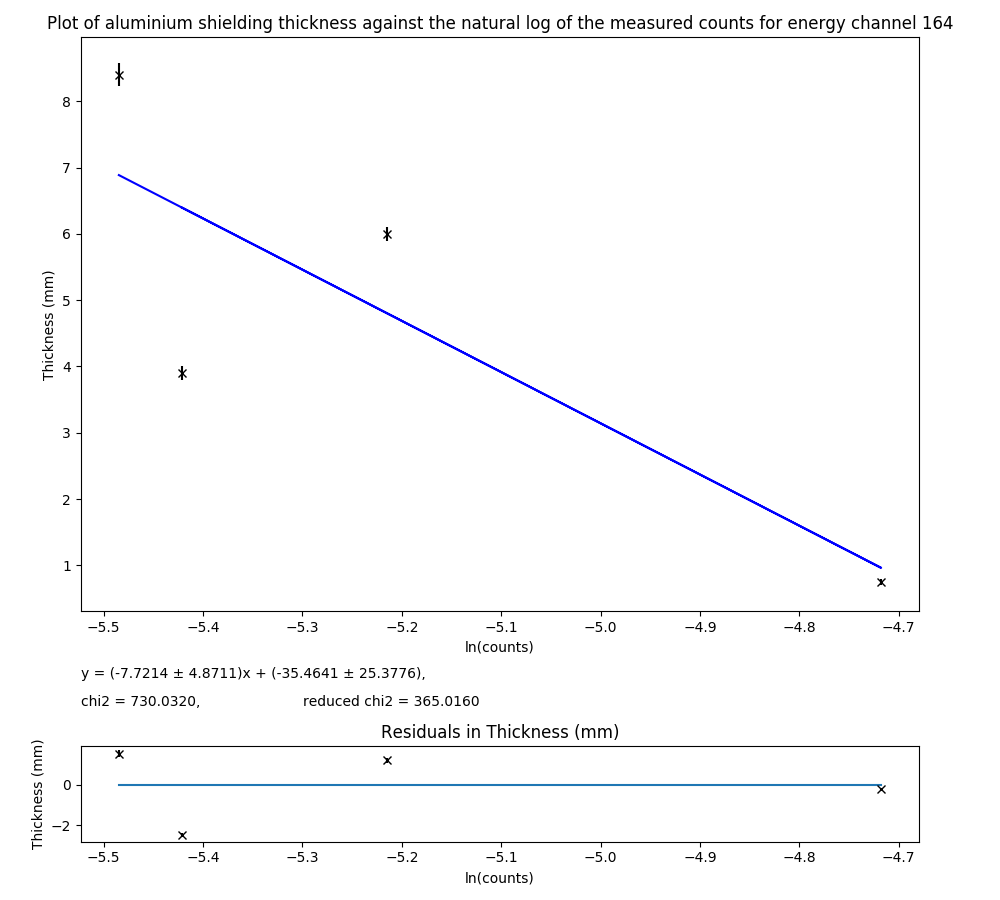 Plot of aluminium shielding thickness against the natural log of the measured counts for energy channel 164
Thickness (mm)
8
7
6
5
4
3
2
1
−5.5 −5.4 −5.3 −5.2 −5.1 −5.0 −4.9 −4.8 −4.7
ln(counts)
y = (-7.7214 ± 4.8711)x + (-35.4641 ± 25.3776),
chi2 = 730.0320, reduced chi2 = 365.0160
Residuals in Thickness (mm)
Thickness (mm)
0
−2
−5.5 −5.4 −5.3 −5.2 −5.1 −5.0 −4.9 −4.8 −4.7
ln(counts)